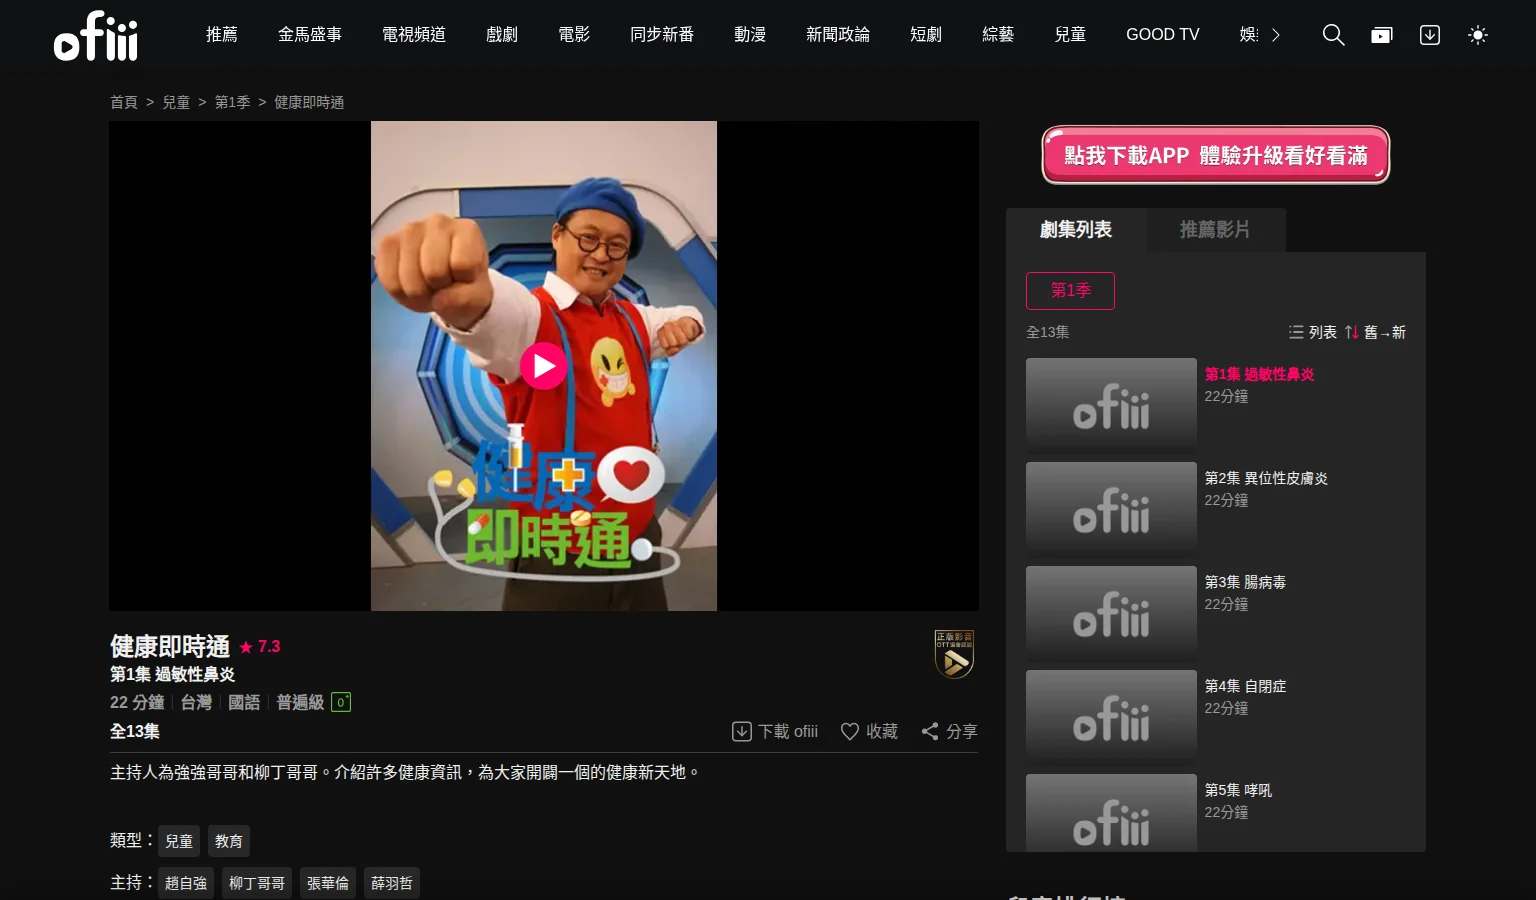 ofiii
推薦
金馬盛事
電視頻道
戲劇
電影
同步新番
動漫
新聞政論
短劇
綜藝
兒童
GOOD TV
首頁 > 兒童 > 第1季 > 健康即時通
健康
即時通
點我下載APP 體驗升級看好看滿
劇集列表
推薦影片
第1季
全13集
列表
舊→新
ofiii
第1集 過敏性鼻炎
22分鐘
ofiii
第2集 異位性皮膚炎
22分鐘
ofiii
第3集 腸病毒
22分鐘
ofiii
第4集 自閉症
22分鐘
ofiii
第5集 哮吼
22分鐘
健康即時通 ★ 7.3
正版影音
第1集 過敏性鼻炎
22 分鐘 | 台灣 | 國語 | 普遍級 0+
全13集
下載 ofiii
收藏
分享
主持人為強強哥哥和柳丁哥哥。介紹許多健康資訊，為大家開闢一個的健康新天地。
類型：兒童 教育
主持：趙自強 柳丁哥哥 張華倫 薛羽哲